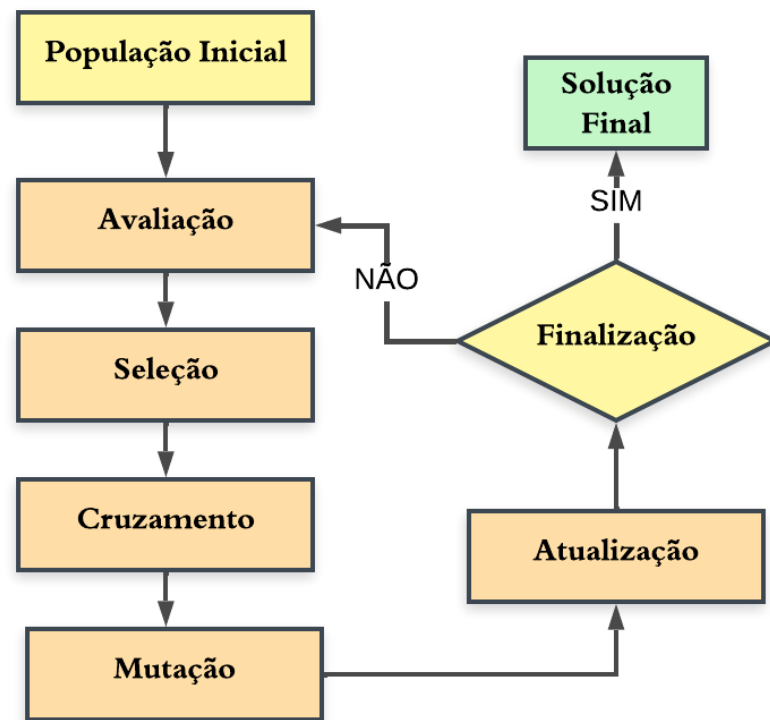 População Inicial
Avaliação
Seleção
Cruzamento
Mutação
Atualização
Finalização
NÃO
SIM
Solução
Final